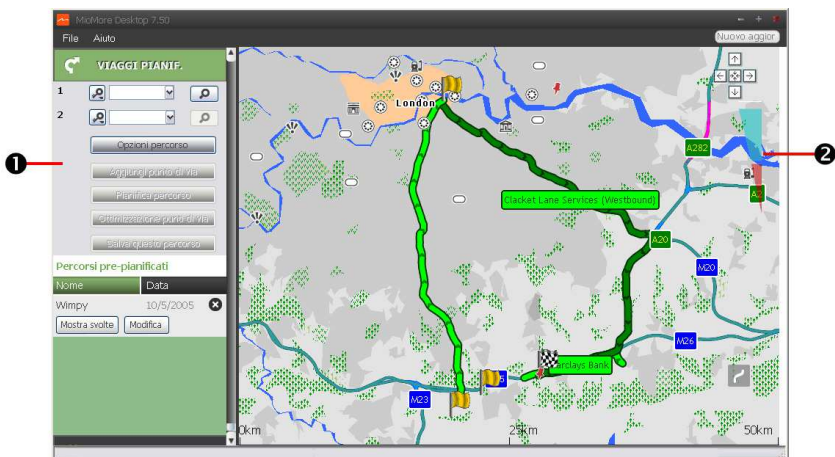 MioMore Desktop 7.50
File Aiuto
Nuovo aggior
VIAGGI PIANIF.
1
2
Opzioni percorso
Aggiungi punto di via
Pianifica percorso
Ottimizzazione punti di via
Salva questo percorso
Percorsi pre-pianificati
Nome Data
Wimpy 10/5/2005
Mostra svolte Modifica
London
A282
Clacket Lane Services (Westbound)
A20
M20
M26
Barclays Bank
M23
0km 25km 50km
❶
❷